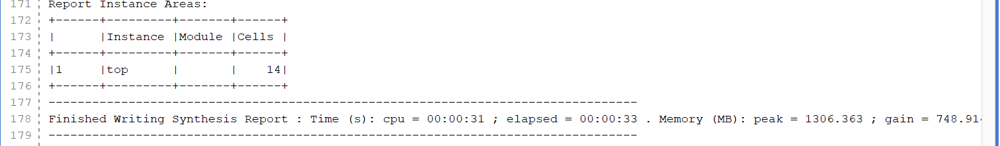 171 Report Instance Areas:
172 +------+---------+-------+------+
173 |      |Instance |Module |Cells |
174 +------+---------+-------+------+
175 |1     |top      |       |    14|
176 +------+---------+-------+------+
177 ---------------------------------------------------------------------------------
178 Finished Writing Synthesis Report : Time (s): cpu = 00:00:31 ; elapsed = 00:00:33 . Memory (MB): peak = 1306.363 ; gain = 748.91
179 ---------------------------------------------------------------------------------